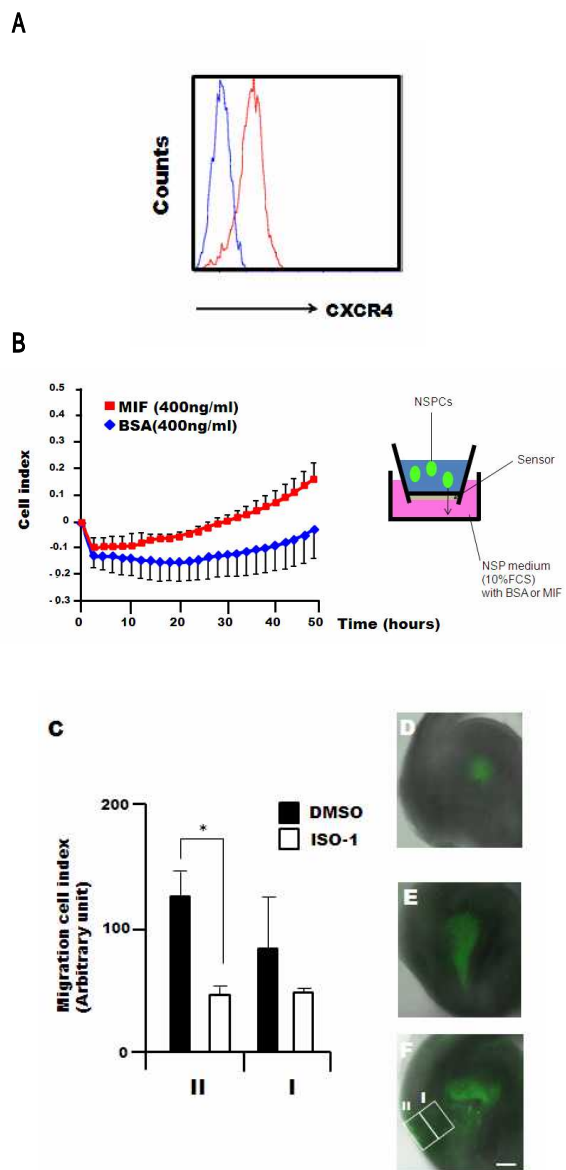 A
Counts
CXCR4
B
0.5
0.4
0.3
0.2
0.1
0
-0.1
- 0.2
- 0.3
Cell index
MIF (400ng/ml)
BSA(400ng/ml)
0
10
20
30
40
50
Time (hours)
NSPCs
Sensor
NSP medium
(10%FCS)
with BSA or MIF
C
200
100
0
Migration cell index
(Arbitrary unit)
*
DMSO
ISO-1
II
I
D
E
F
II
I